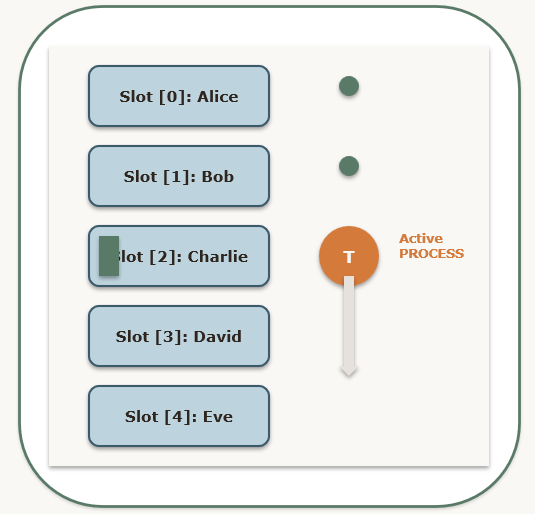 Slot [0]: Alice
Slot [1]: Bob
Slot [2]: Charlie
T
Active
PROCESS
Slot [3]: David
Slot [4]: Eve